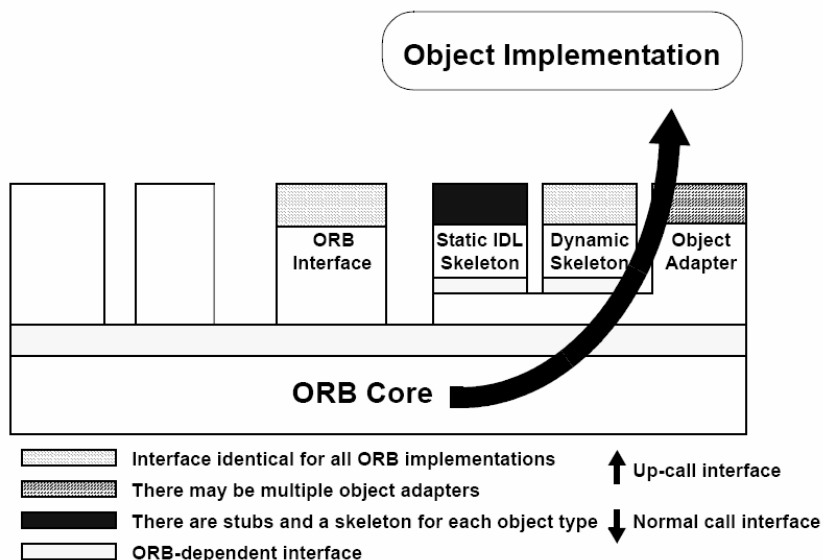 Object Implementation
ORB
Interface
Static IDL
Skeleton
Dynamic
Skeleton
Object
Adapter
ORB Core
Interface identical for all ORB implementations
There may be multiple object adapters
There are stubs and a skeleton for each object type
ORB-dependent interface
Up-call interface
Normal call interface